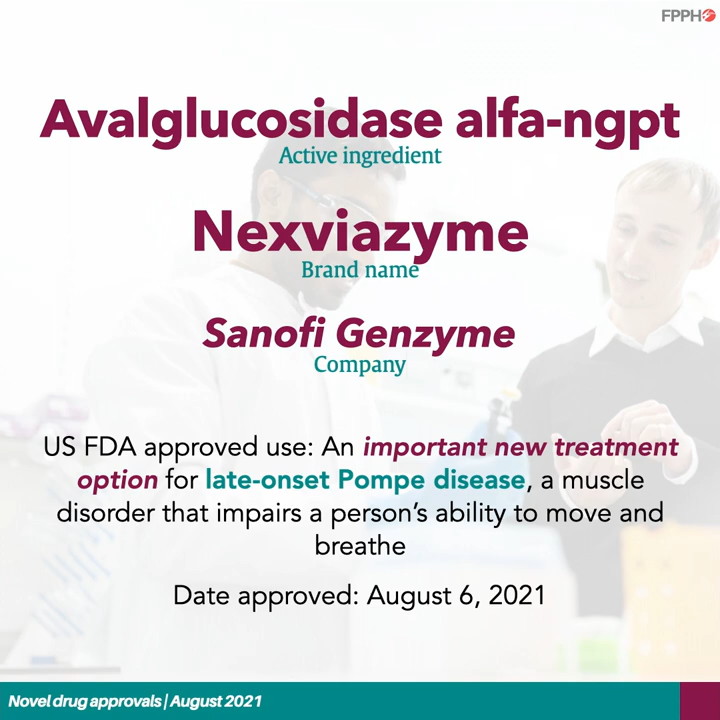 FPPH
Avalglucosidase alfa-ngpt
Active ingredient
Nexviazyme
Brand name
Sanofi Genzyme
Company
US FDA approved use: An important new treatment
option for late-onset Pompe disease, a muscle
disorder that impairs a person’s ability to move and
breathe
Date approved: August 6, 2021
Novel drug approvals | August 2021